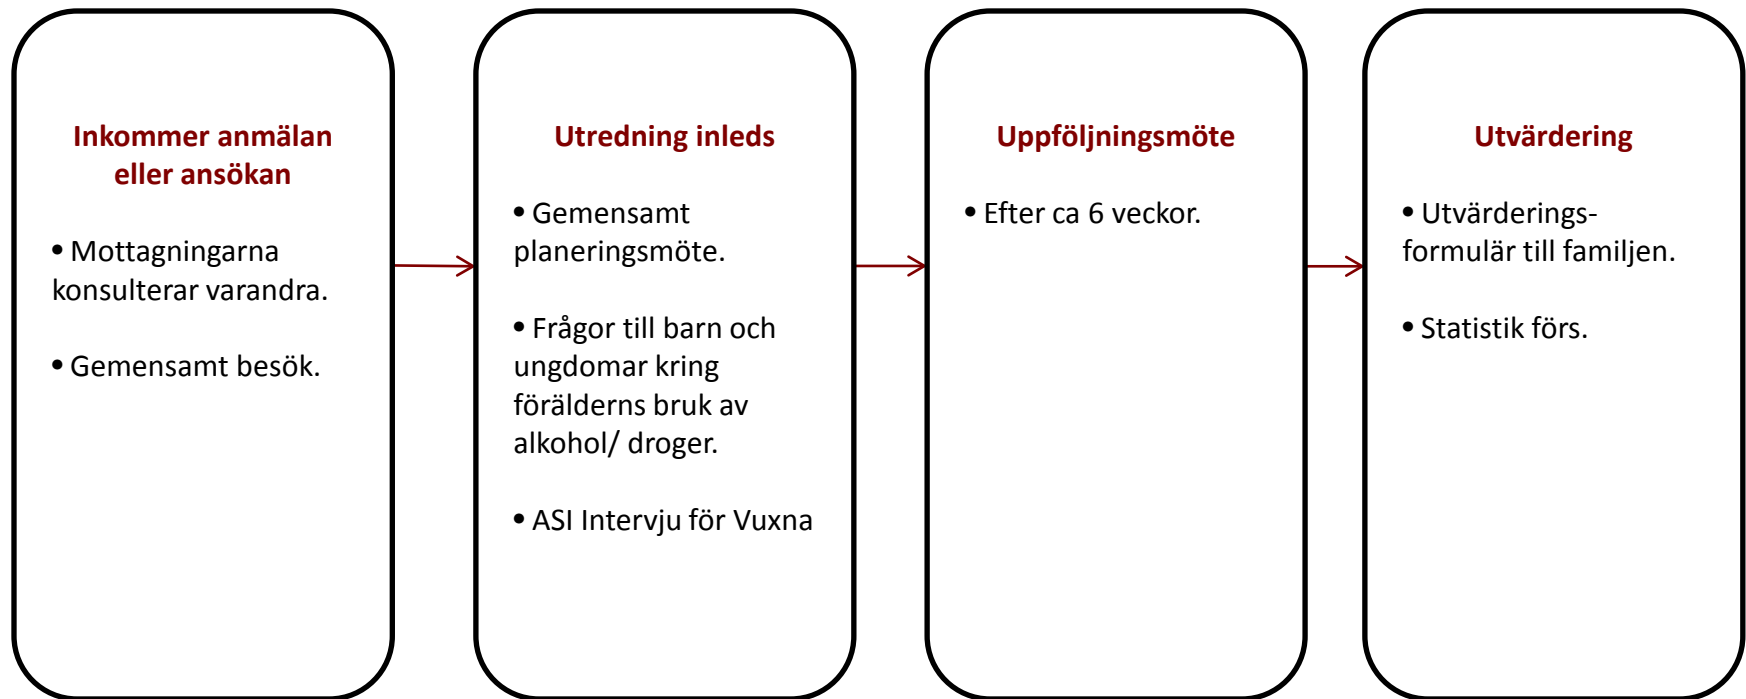 Inkommer anmälan
eller ansökan
• Mottagningarna
konsulterar varandra.
• Gemensamt besök.
Utredning inleds
• Gemensamt
planeringsmöte.
• Frågor till barn och
ungdomar kring
förälderns bruk av
alkohol/ droger.
• ASI Intervju för Vuxna
Uppföljningsmöte
• Efter ca 6 veckor.
Utvärdering
• Utvärderings-
formulär till familjen.
• Statistik förs.